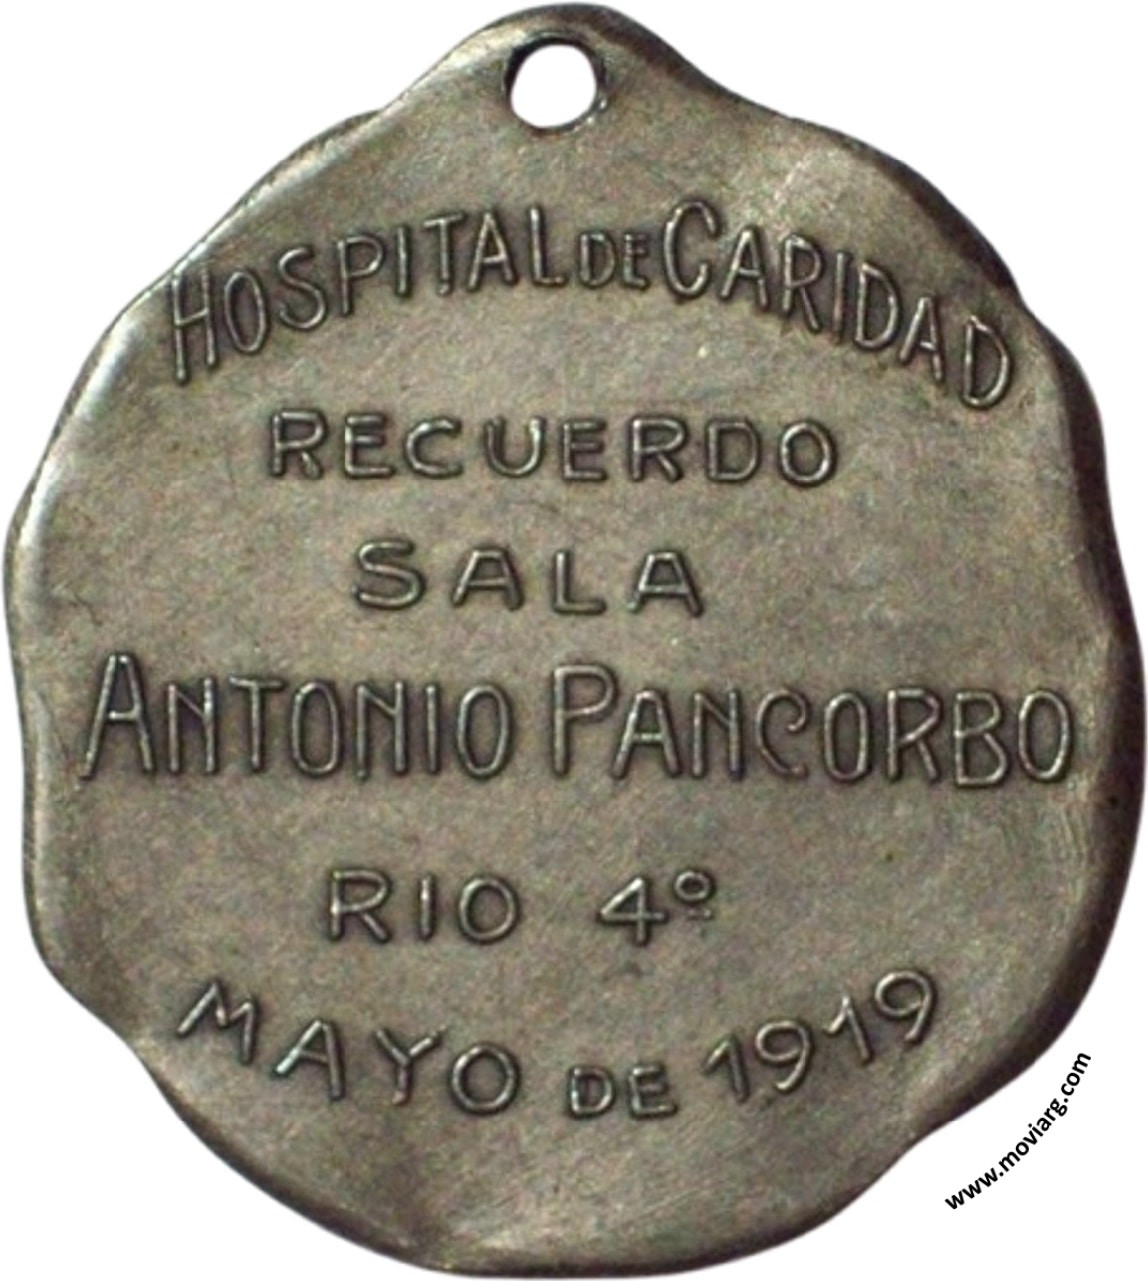 HOSPITAL DE CARIDAD
RECUERDO
SALA
ANTONIO PANCORBO
RIO 4º
MAYO DE 1919
www.moviarg.com